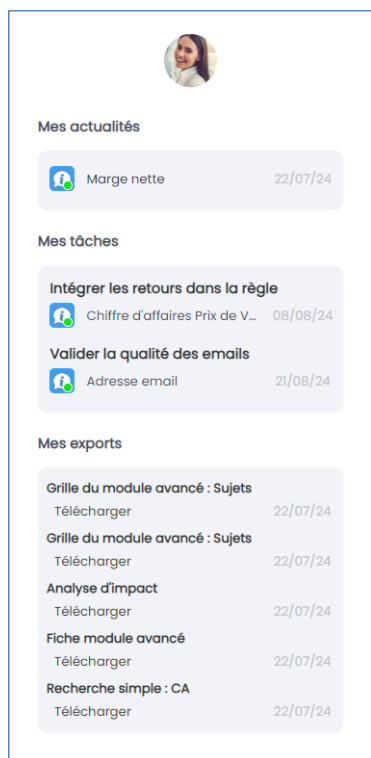 Mes actualités
Marge nette 22/07/24
Mes tâches
Intégrer les retours dans la règle
Chiffre d'affaires Prix de V... 08/08/24
Valider la qualité des emails
Adresse email 21/08/24
Mes exports
Grille du module avancé : Sujets
Télécharger 22/07/24
Grille du module avancé : Sujets
Télécharger 22/07/24
Analyse d'impact
Télécharger 22/07/24
Fiche module avancé
Télécharger 22/07/24
Recherche simple : CA
Télécharger 22/07/24